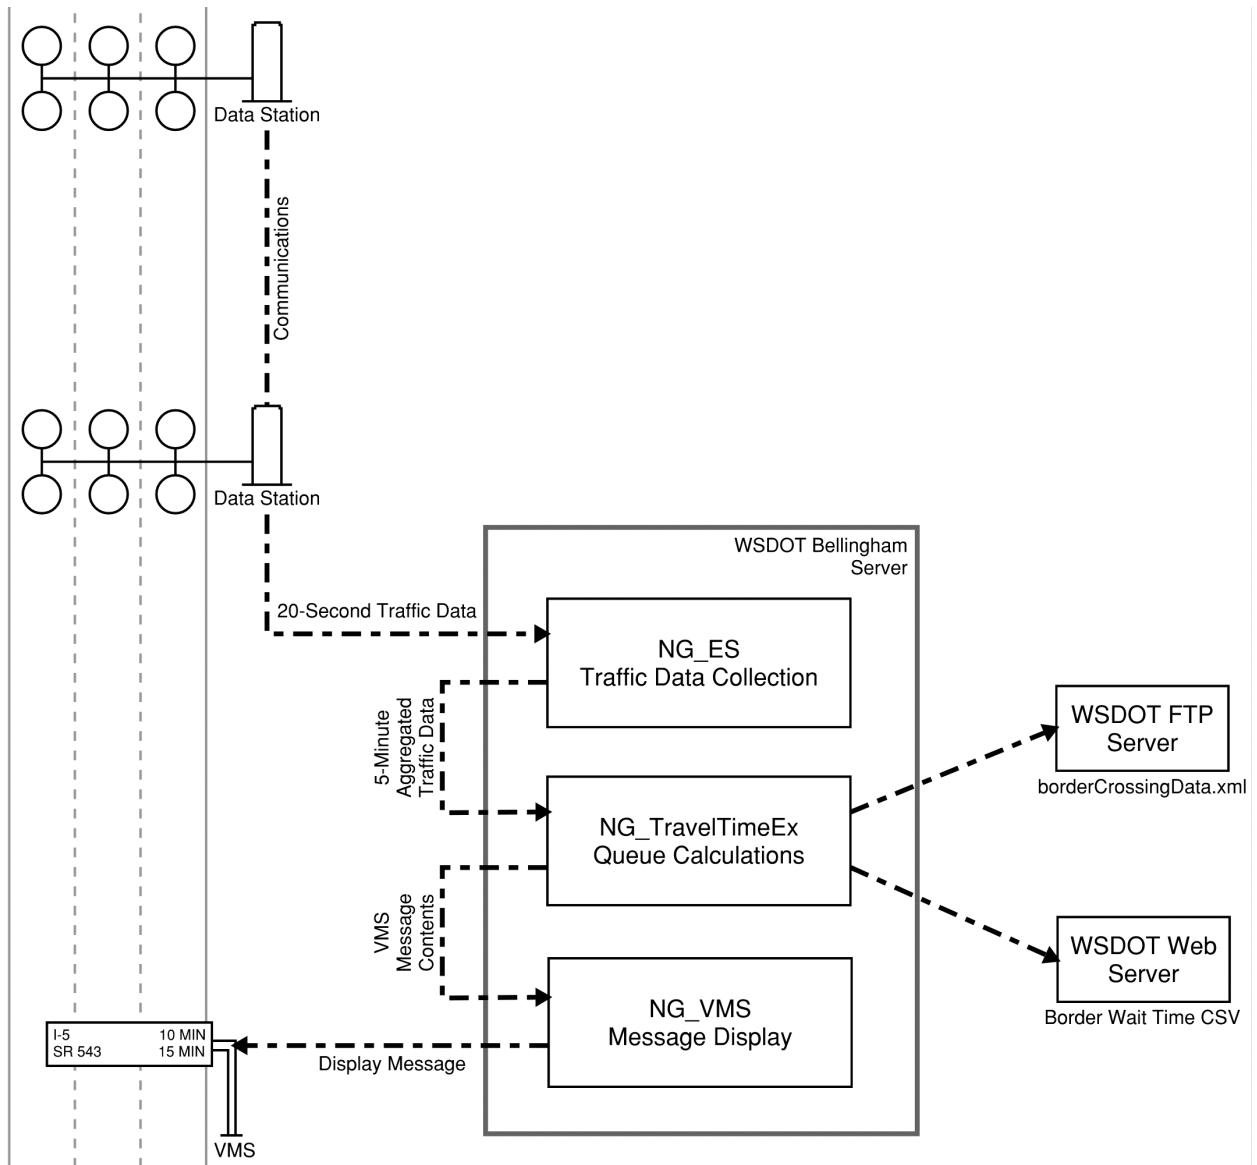 Data Station
Communications
Data Station
WSDOT Bellingham
Server
20-Second Traffic Data
NG_ES
Traffic Data Collection
5-Minute
Aggregated
Traffic Data
WSDOT FTP
Server
borderCrossingData.xml
NG_TravelTimeEx
Queue Calculations
VMS
Message
Contents
WSDOT Web
Server
Border Wait Time CSV
NG_VMS
Message Display
I-5 10 MIN
SR 543 15 MIN
Display Message
VMS